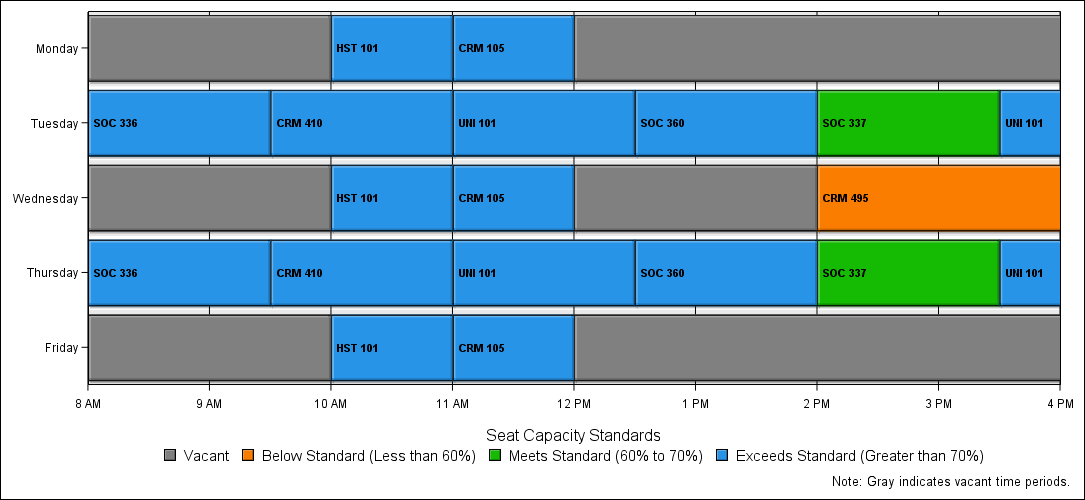 Monday HST 101 CRM 105
Tuesday SOC 336 CRM 410 UNI 101 SOC 360 SOC 337 UNI 101
Wednesday HST 101 CRM 105 CRM 495
Thursday SOC 336 CRM 410 UNI 101 SOC 360 SOC 337 UNI 101
Friday HST 101 CRM 105
8 AM 9 AM 10 AM 11 AM 12 PM 1 PM 2 PM 3 PM 4 PM
Seat Capacity Standards
Vacant Below Standard (Less than 60%) Meets Standard (60% to 70%) Exceeds Standard (Greater than 70%)
Note: Gray indicates vacant time periods.